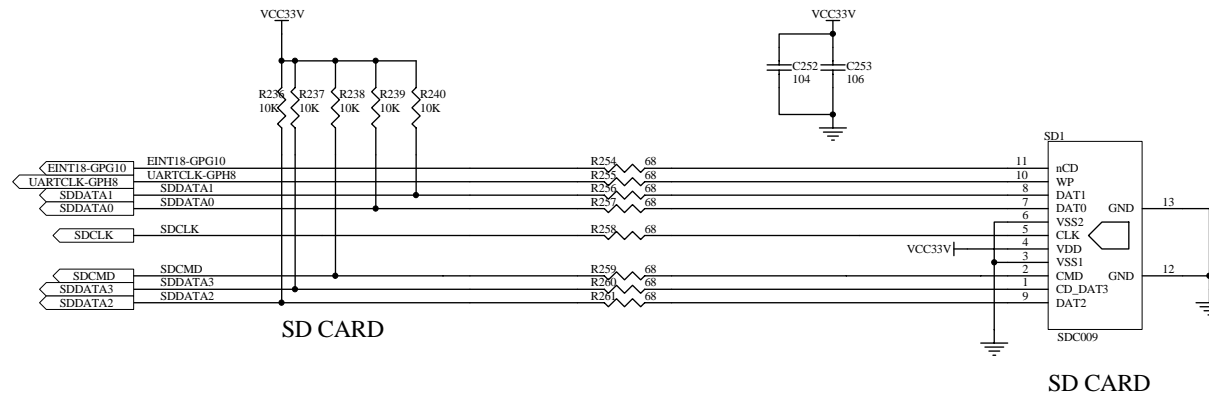 VCC33V VCC33V
R236 R237 R238 R239 R240 C252 C253
10K 10K 10K 10K 10K 104 106
SD1
EINT18-GPG10 EINT18-GPG10 R254 68 11 nCD
UARTCLK-GPH8 UARTCLK-GPH8 R255 68 10 WP
SDDATA1 SDDATA1 R256 68 8 DAT1
SDDATA0 SDDATA0 R257 68 7 DAT0 GND 13
6 VSS2
SDCLK SDCLK R258 68 5 CLK
VCC33V 4 VDD
3 VSS1
SDCMD SDCMD R259 68 2 CMD GND 12
SDDATA3 SDDATA3 R260 68 1 CD_DAT3
SDDATA2 SDDATA2 R261 68 9 DAT2
SD CARD SDC009
SD CARD